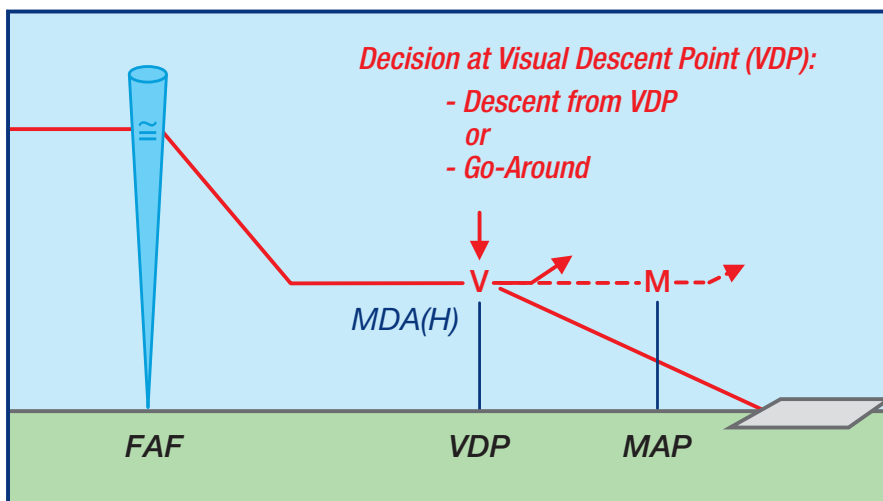 Decision at Visual Descent Point (VDP):
- Descent from VDP
or
- Go-Around
≅
V
M
MDA(H)
FAF
VDP
MAP